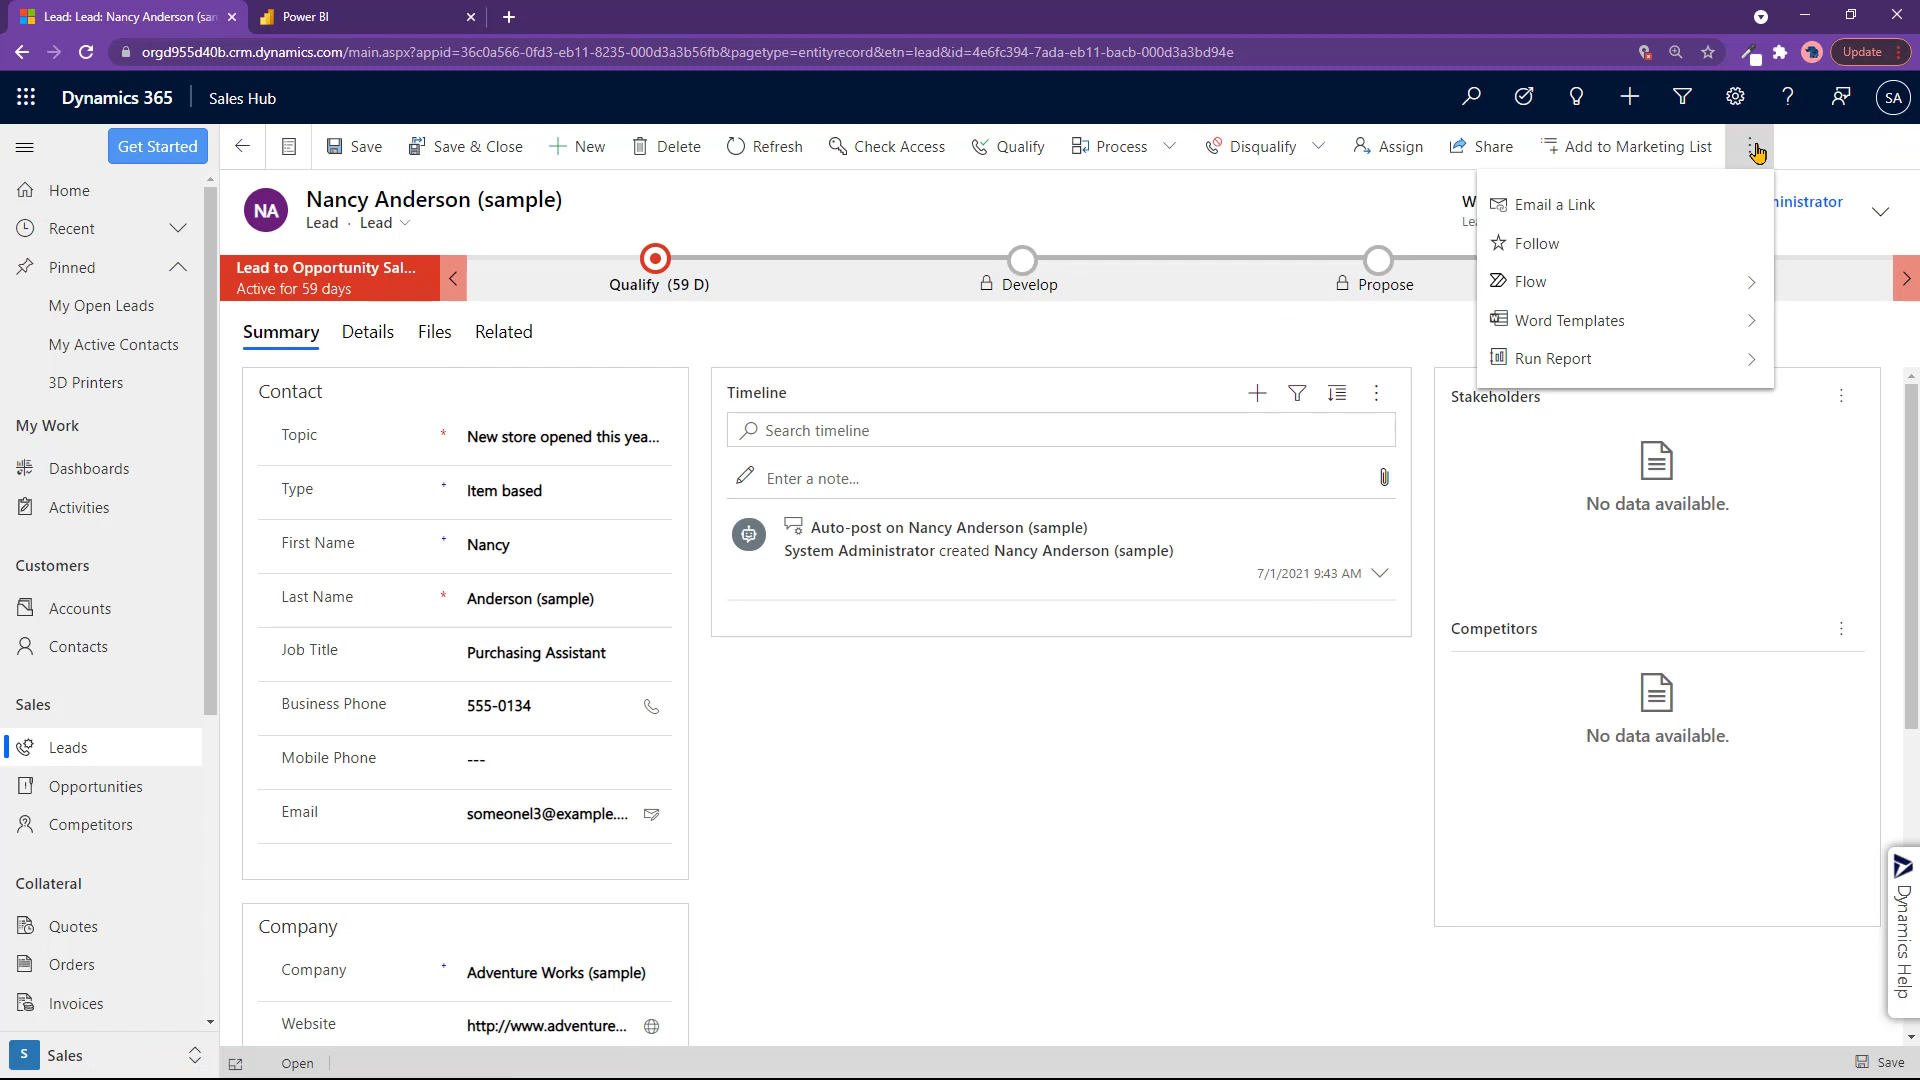 Lead: Lead: Nancy Anderson (sam
Power BI
orgd955d40b.crm.dynamics.com/main.aspx?appid=36c0a566-0fd3-eb11-8235-000d3a3b56fb&pagetype=entityrecord&etn=lead&id=4e6fc394-7ada-eb11-bacb-000d3a3bd94e
Update
Dynamics 365
Sales Hub
SA
Get Started
Save
Save & Close
New
Delete
Refresh
Check Access
Qualify
Process
Disqualify
Assign
Share
Add to Marketing List
Home
Recent
Pinned
My Open Leads
My Active Contacts
3D Printers
My Work
Dashboards
Activities
Customers
Accounts
Contacts
Sales
Leads
Opportunities
Competitors
Collateral
Quotes
Orders
Invoices
S
Sales
NA
Nancy Anderson (sample)
Lead · Lead
W
Le
ninistrator
Email a Link
Follow
Flow
Word Templates
Run Report
Lead to Opportunity Sal...
Active for 59 days
Qualify (59 D)
Develop
Propose
Summary
Details
Files
Related
Contact
Topic * New store opened this yea...
Type + Item based
First Name + Nancy
Last Name * Anderson (sample)
Job Title Purchasing Assistant
Business Phone 555-0134
Mobile Phone ---
Email someonel3@example....
Company
Company + Adventure Works (sample)
Website http://www.adventure...
Timeline
Search timeline
Enter a note...
Auto-post on Nancy Anderson (sample)
System Administrator created Nancy Anderson (sample)
7/1/2021 9:43 AM
Stakeholders
No data available.
Competitors
No data available.
Dynamics Help
Open
Save